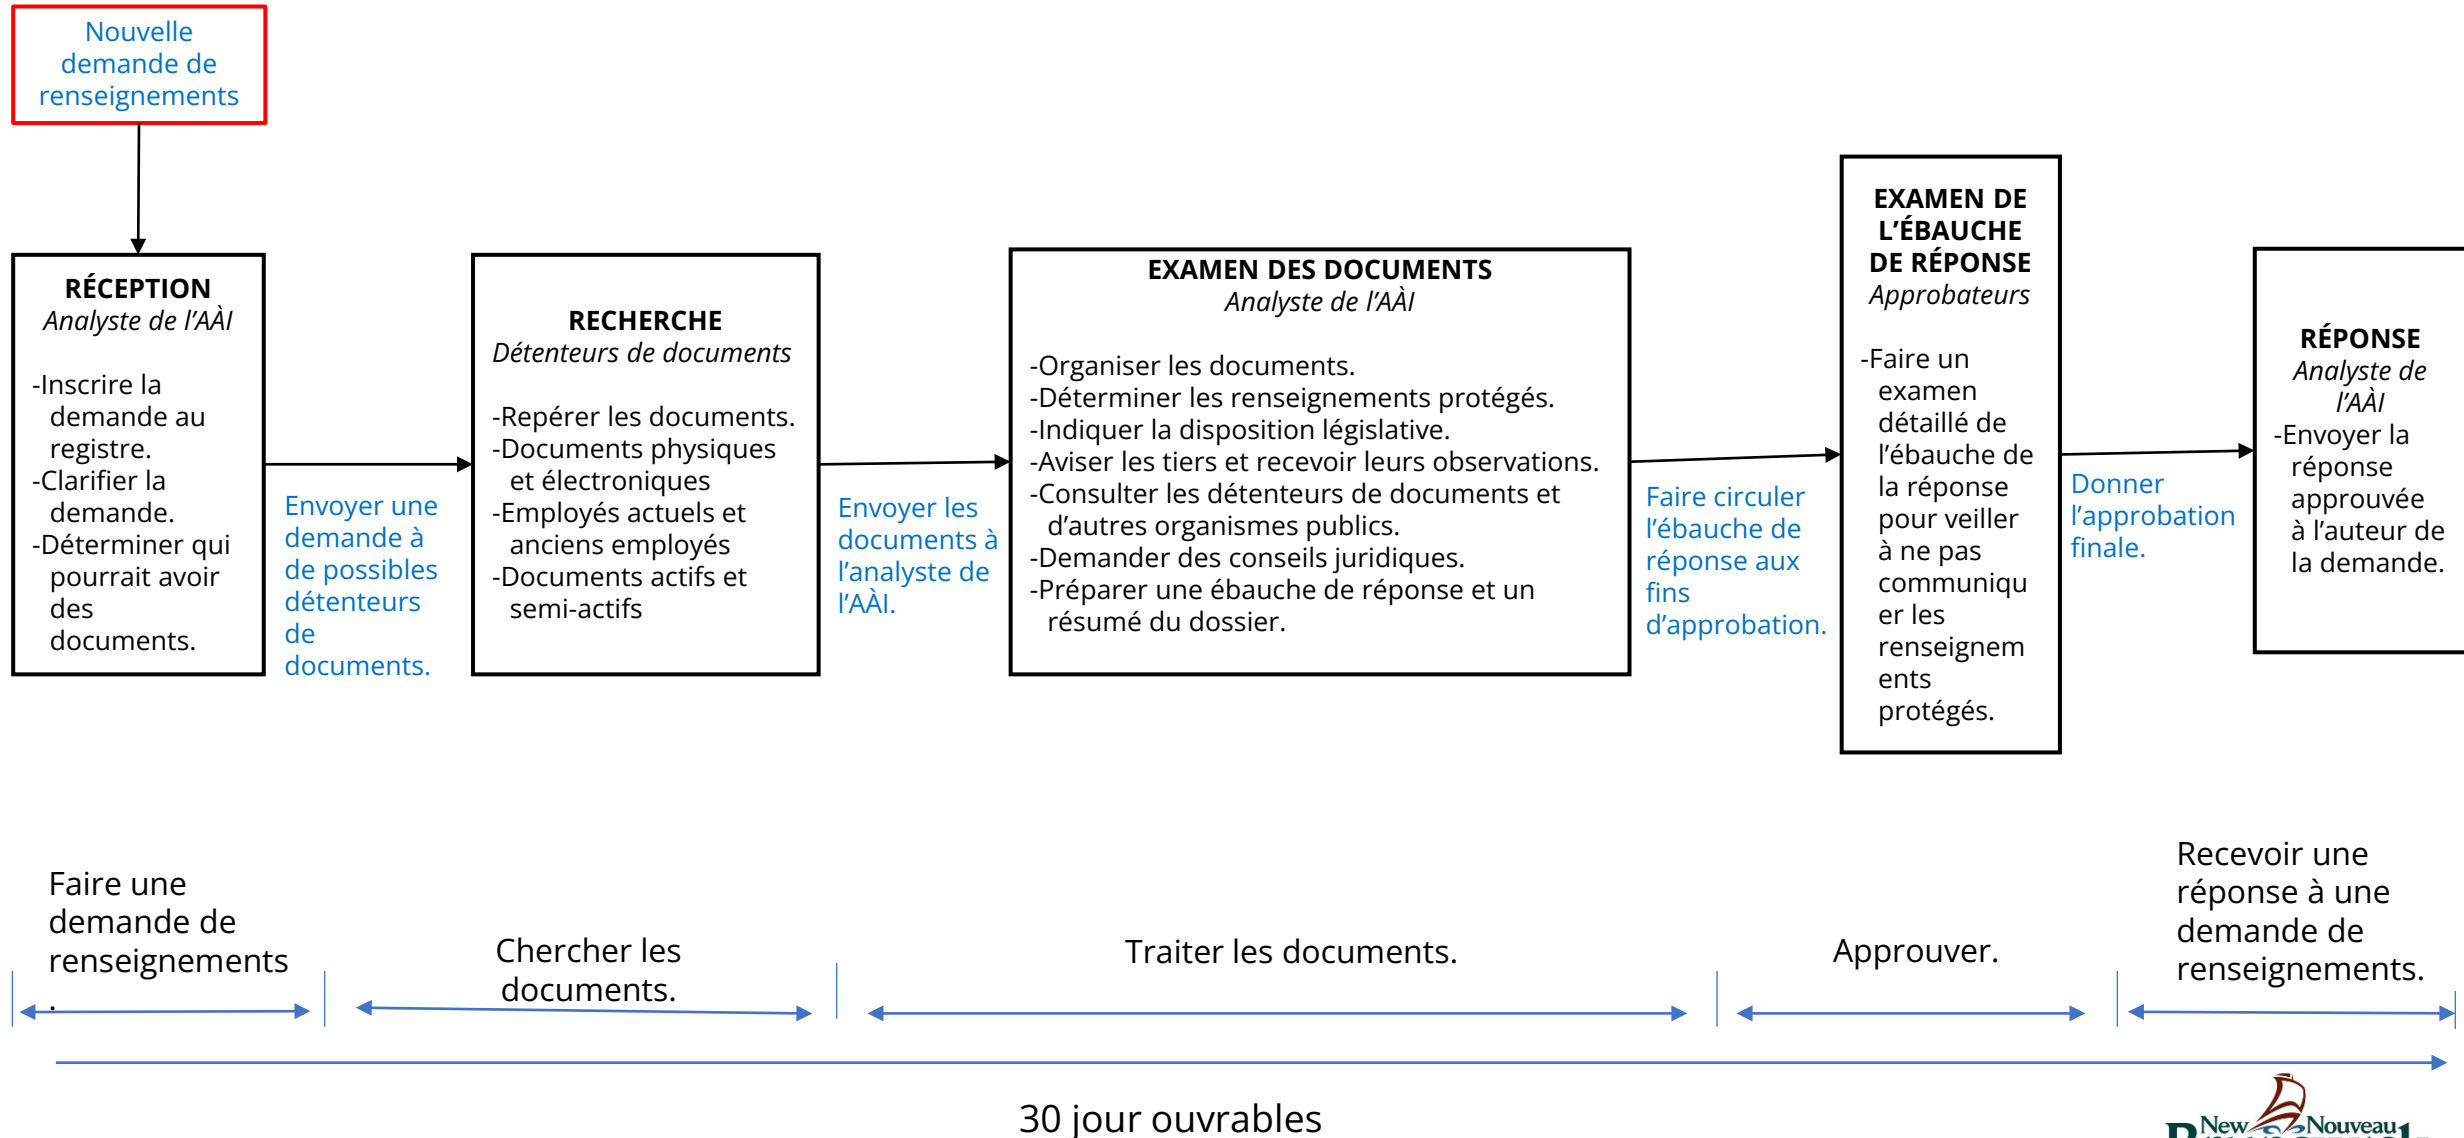 Nouvelle
demande de
renseignements
RÉCEPTION
Analyste de l'AÀI
-Inscrire la
demande au
registre.
-Clarifier la
demande.
-Déterminer qui
pourrait avoir
des
documents.
Envoyer une
demande à
de possibles
détenteurs
de
documents.
RECHERCHE
Détenteurs de documents
-Repérer les documents.
-Documents physiques
et électroniques
-Employés actuels et
anciens employés
-Documents actifs et
semi-actifs
Envoyer les
documents à
l'analyste de
l'AÀI.
EXAMEN DES DOCUMENTS
Analyste de l'AÀI
-Organiser les documents.
-Déterminer les renseignements protégés.
-Indiquer la disposition législative.
-Aviser les tiers et recevoir leurs observations.
-Consulter les détenteurs de documents et
d'autres organismes publics.
-Demander des conseils juridiques.
-Préparer une ébauche de réponse et un
résumé du dossier.
Faire circuler
l'ébauche de
réponse aux
fins
d'approbation.
EXAMEN DE
L'ÉBAUCHE
DE RÉPONSE
Approbateurs
-Faire un
examen
détaillé de
l'ébauche de
la réponse
pour veiller
à ne pas
communiqu
er les
renseignem
ents
protégés.
Donner
l'approbation
finale.
RÉPONSE
Analyste de
l'AÀI
-Envoyer la
réponse
approuvée
à l'auteur de
la demande.
Faire une
demande de
renseignements
.
Chercher les
documents.
Traiter les documents.
Approuver.
Recevoir une
réponse à une
demande de
renseignements.
30 jour ouvrables
New Nouveau